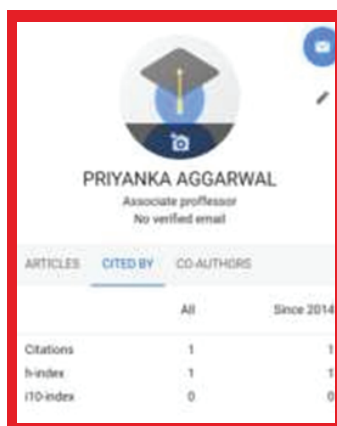 PRIYANKA AGGARWAL
Associate proffessor
No verified email
ARTICLES CITED BY CO-AUTHORS
All Since 2014
Citations 1 1
h-index 1 1
i10-index 0 0